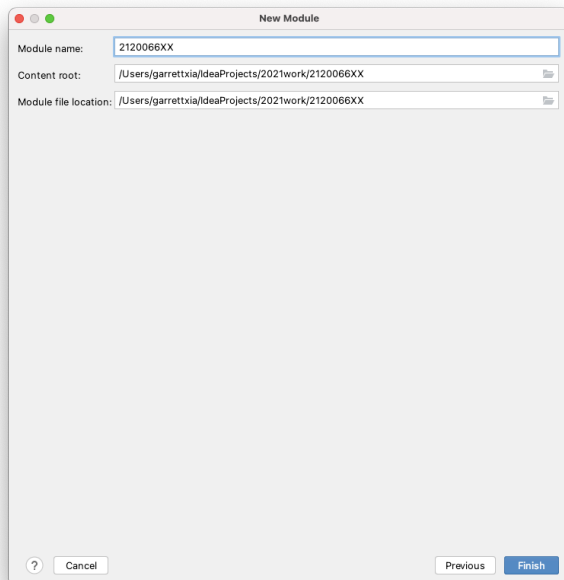 New Module
Module name: 2120066XX
Content root: /Users/garrettxia/IdeaProjects/2021work/2120066XX
Module file location: /Users/garrettxia/IdeaProjects/2021work/2120066XX
? Cancel Previous Finish